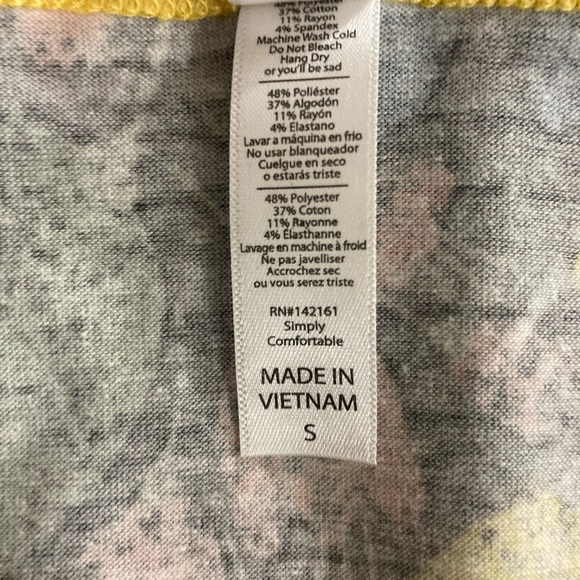 48% Polyester
37% Cotton
11% Rayon
4% Spandex
Machine Wash Cold
Do Not Bleach
Hang Dry
or you'll be sad
48% Poliéster
37% Algodón
11% Rayón
4% Elastano
Lavar a máquina en frio
No usar blanqueador
Cuelgue en seco
o estarás triste
48% Polyester
37% Coton
11% Rayonne
4% Élasthanne
Lavage en machine à froid
Ne pas javelliser
Accrochez sec
ou vous serez triste
RN#142161
Simply
Comfortable
MADE IN
VIETNAM
S